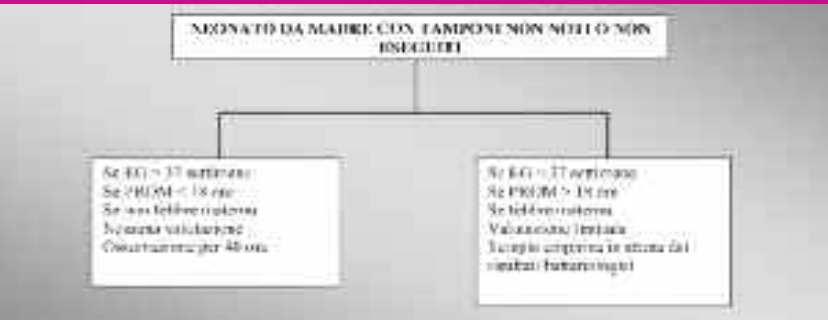 NEONATO DA MADRE CON TAMPONI NON NOTI O NON
ESEGUITI
Se EG > 37 settimane
Se PROM < 18 ore
Se non febbre materna
Nessuna valutazione
Osservazione per 48 ore
Se EG < 37 settimane
Se PROM > 18 ore
Se febbre materna
Valutazione limitata
Terapia empirica in attesa dei
risultati batteriologici